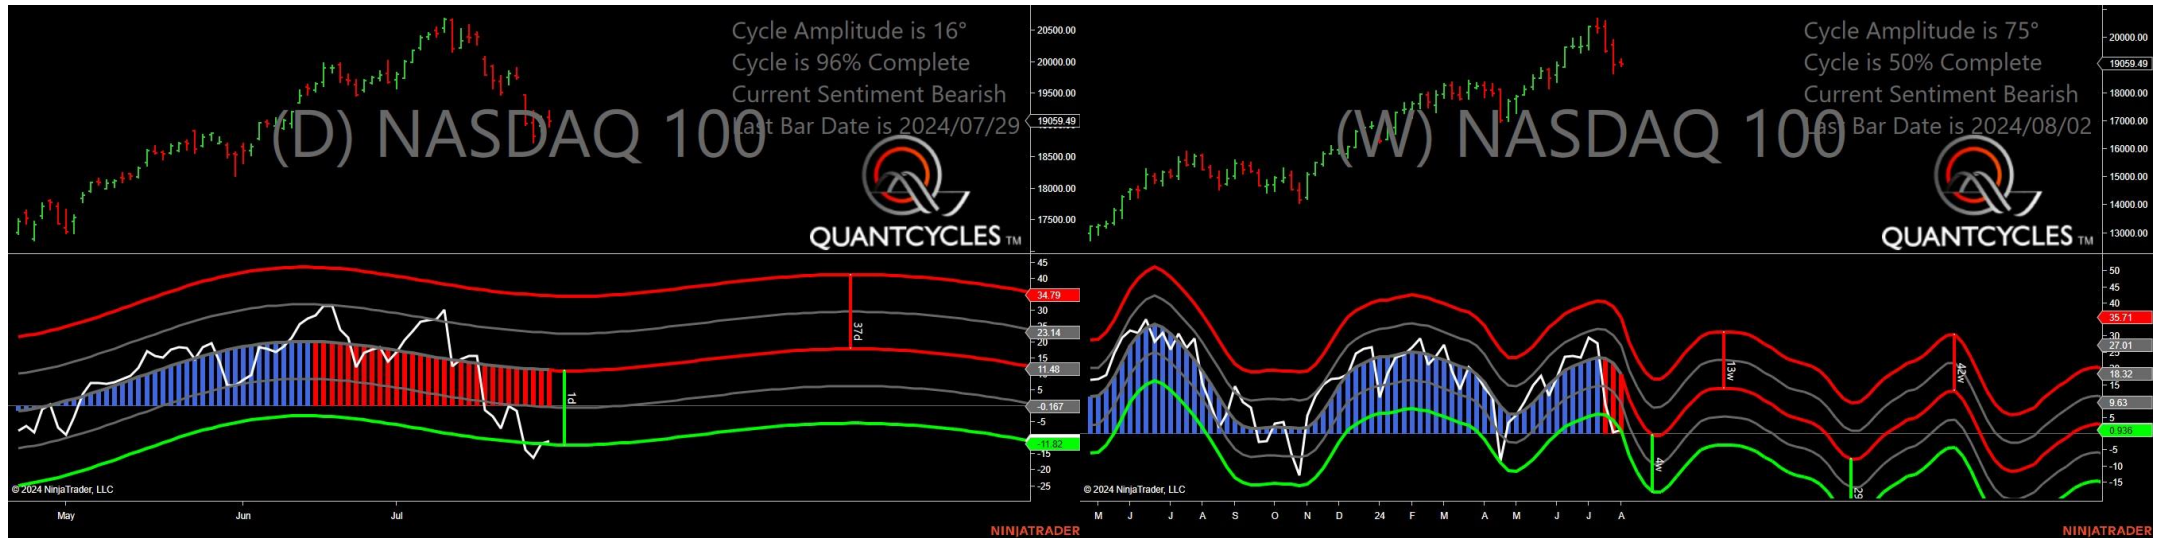 Cycle Amplitude is 16°
Cycle is 96% Complete
Current Sentiment Bearish
Last Bar Date is 2024/07/29
(D) NASDAQ 100
QUANTCYCLES TM
20500.00
20000.00
19500.00
19059.49
18500.00
18000.00
17500.00
45
40
34.79
30
23.14
20
15
11.48
5
-0.167
-5
-11.82
-15
-20
-25
37d
1d
© 2024 NinjaTrader, LLC
May Jun Jul
NINJATRADER
Cycle Amplitude is 75°
Cycle is 50% Complete
Current Sentiment Bearish
Last Bar Date is 2024/08/02
(W) NASDAQ 100
QUANTCYCLES TM
20000.00
19059.49
18000.00
17000.00
16000.00
15000.00
14000.00
13000.00
50
45
40
35.71
30
27.01
18.32
15
9.63
5
0.936
-5
-10
-15
13w
42w
4w
29
© 2024 NinjaTrader, LLC
M J J A S O N D 24 F M A M J J A
NINJATRADER